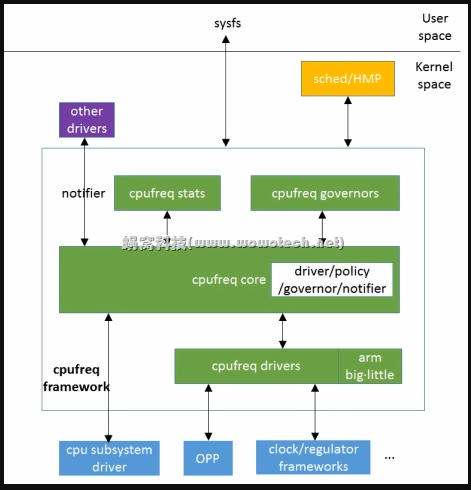 User
space
sysfs
Kernel
space
sched/HMP
other
drivers
notifier
cpufreq stats
cpufreq governors
蜗窝科技(www.wowotech.net)
cpufreq core
driver/policy
/governor/notifier
cpufreq drivers
arm
big·little
cpufreq
framework
cpu subsystem
driver
OPP
clock/regulator
frameworks
...